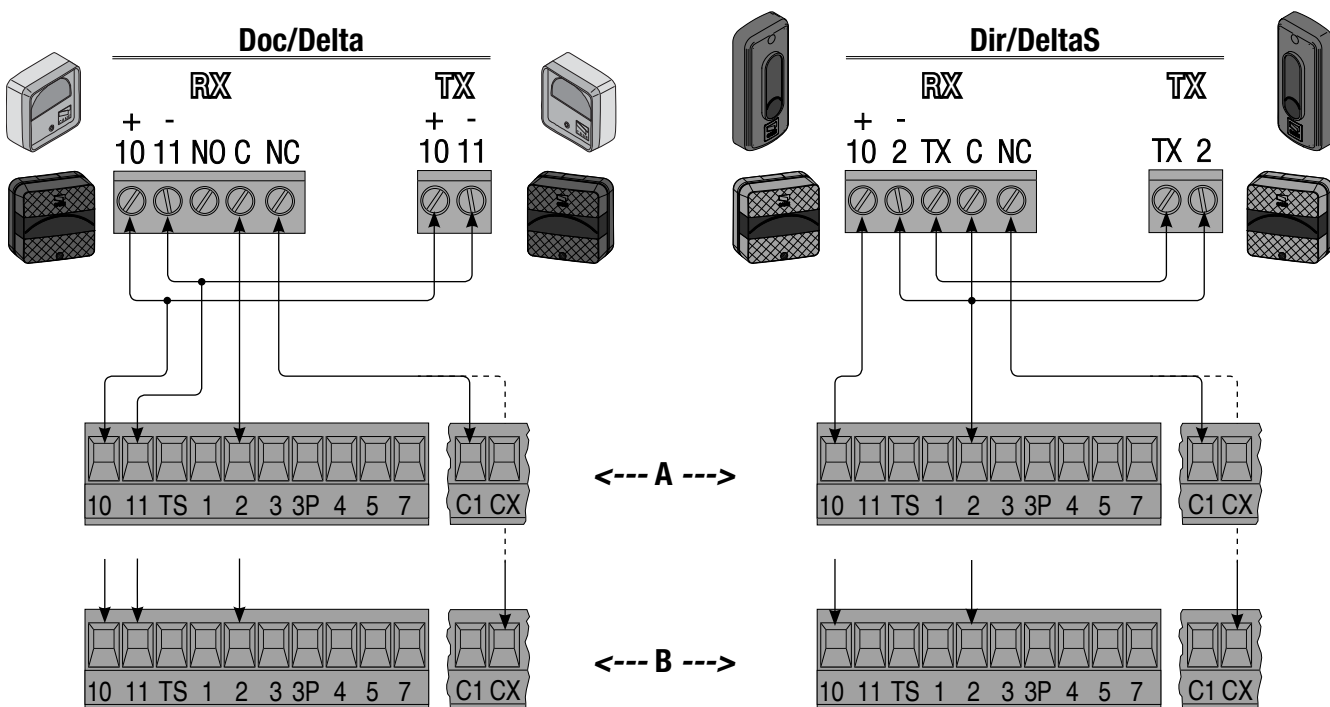 Doc/Delta
RX TX
+ - + -
10 11 NO C NC 10 11
Dir/DeltaS
RX TX
+ -
10 2 TX C NC TX 2
10 11 TS 1 2 3 3P 4 5 7 C1 CX
<--- A --->
10 11 TS 1 2 3 3P 4 5 7 C1 CX
10 11 TS 1 2 3 3P 4 5 7 C1 CX
<--- B --->
10 11 TS 1 2 3 3P 4 5 7 C1 CX